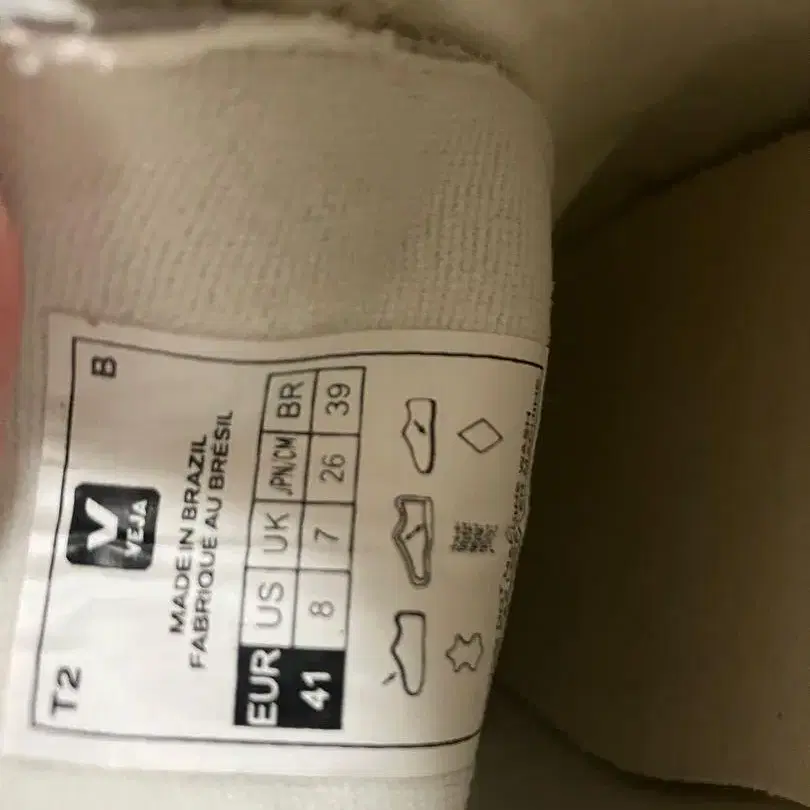 T2
B
V
VEJA
MADE IN BRAZIL
FABRIQUÉ AU BRÉSIL
EUR US UK JPN/CM BR
41 8 7 26 39